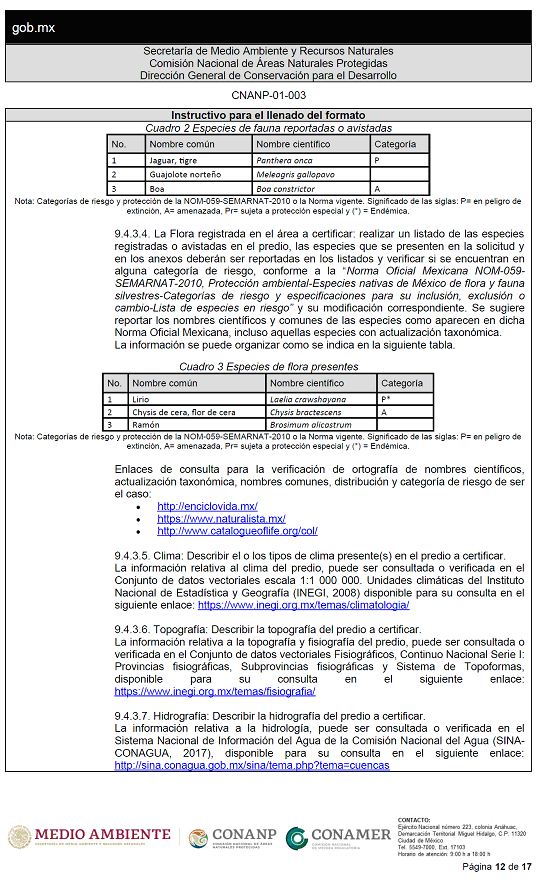 gob.mx
Secretaría de Medio Ambiente y Recursos Naturales
Comisión Nacional de Áreas Naturales Protegidas
Dirección General de Conservación para el Desarrollo
CNANP-01-003
Instructivo para el llenado del formato
Cuadro 2 Especies de fauna reportadas o avistadas
No. Nombre común Nombre científico Categoría
1 Jaguar, tigre Panthera onca P
2 Guajolote norteño Meleagris gallopavo
3 Boa Boa constrictor A
Nota: Categorías de riesgo y protección de la NOM-059-SEMARNAT-2010 o la Norma vigente. Significado de las siglas: P= en peligro de
extinción, A= amenazada, Pr= sujeta a protección especial y (*) = Endémica.
9.4.3.4. La Flora registrada en el área a certificar: realizar un listado de las especies
registradas o avistadas en el predio, las especies que se presenten en la solicitud y
en los anexos deberán ser reportadas en los listados y verificar si se encuentran en
alguna categoría de riesgo, conforme a la “Norma Oficial Mexicana NOM-059-
SEMARNAT-2010, Protección ambiental-Especies nativas de México de flora y fauna
silvestres-Categorías de riesgo y especificaciones para su inclusión, exclusión o
cambio-Lista de especies en riesgo” y su modificación correspondiente. Se sugiere
reportar los nombres científicos y comunes de las especies como aparecen en dicha
Norma Oficial Mexicana, incluso aquellas especies con actualización taxonómica.
La información se puede organizar como se indica en la siguiente tabla.
Cuadro 3 Especies de flora presentes
No. Nombre común Nombre científico Categoría
1 Lirio Laelia crawshayana P*
2 Chysis de cera, flor de cera Chysis bractescens A
3 Ramón Brosimum alicastrum
Nota: Categorías de riesgo y protección de la NOM-059-SEMARNAT-2010 o la Norma vigente. Significado de las siglas: P= en peligro de
extinción, A= amenazada, Pr= sujeta a protección especial y (*) = Endémica.
Enlaces de consulta para la verificación de ortografía de nombres científicos,
actualización taxonómica, nombres comunes, distribución y categoría de riesgo de ser
el caso:
• http://enciclovida.mx/
• https://www.naturalista.mx/
• http://www.catalogueoflife.org/col/
9.4.3.5. Clima: Describir el o los tipos de clima presente(s) en el predio a certificar.
La información relativa al clima del predio, puede ser consultada o verificada en el
Conjunto de datos vectoriales escala 1:1 000 000. Unidades climáticas del Instituto
Nacional de Estadística y Geografía (INEGI, 2008) disponible para su consulta en el
siguiente enlace: https://www.inegi.org.mx/temas/climatologia/
9.4.3.6. Topografía: Describir la topografía del predio a certificar.
La información relativa a la topografía y fisiografía del predio, puede ser consultada o
verificada en el Conjunto de datos vectoriales Fisiográficos, Continuo Nacional Serie I:
Provincias fisiográficas, Subprovincias fisiográficas y Sistema de Topoformas,
disponible para su consulta en el siguiente enlace:
https://www.inegi.org.mx/temas/fisiografia/
9.4.3.7. Hidrografía: Describir la hidrografía del predio a certificar.
La información relativa a la hidrología, puede ser consultada o verificada en el
Sistema Nacional de Información del Agua de la Comisión Nacional del Agua (SINA-
CONAGUA, 2017), disponible para su consulta en el siguiente enlace:
http://sina.conagua.gob.mx/sina/tema.php?tema=cuencas
MEDIO AMBIENTE
SECRETARÍA DE MEDIO AMBIENTE Y RECURSOS NATURALES
CONANP
COMISIÓN NACIONAL DE ÁREAS
NATURALES PROTEGIDAS
CONAMER
COMISIÓN NACIONAL
DE MEJORA REGULATORIA
CONTACTO:
Ejército Nacional número 223, colonia Anáhuac,
Demarcación Territorial Miguel Hidalgo, C.P. 11320
Ciudad de México
Tel. 5549-7000, Ext. 17103
Horario de atención: 9:00 h a 18:00 h
Página 12 de 17